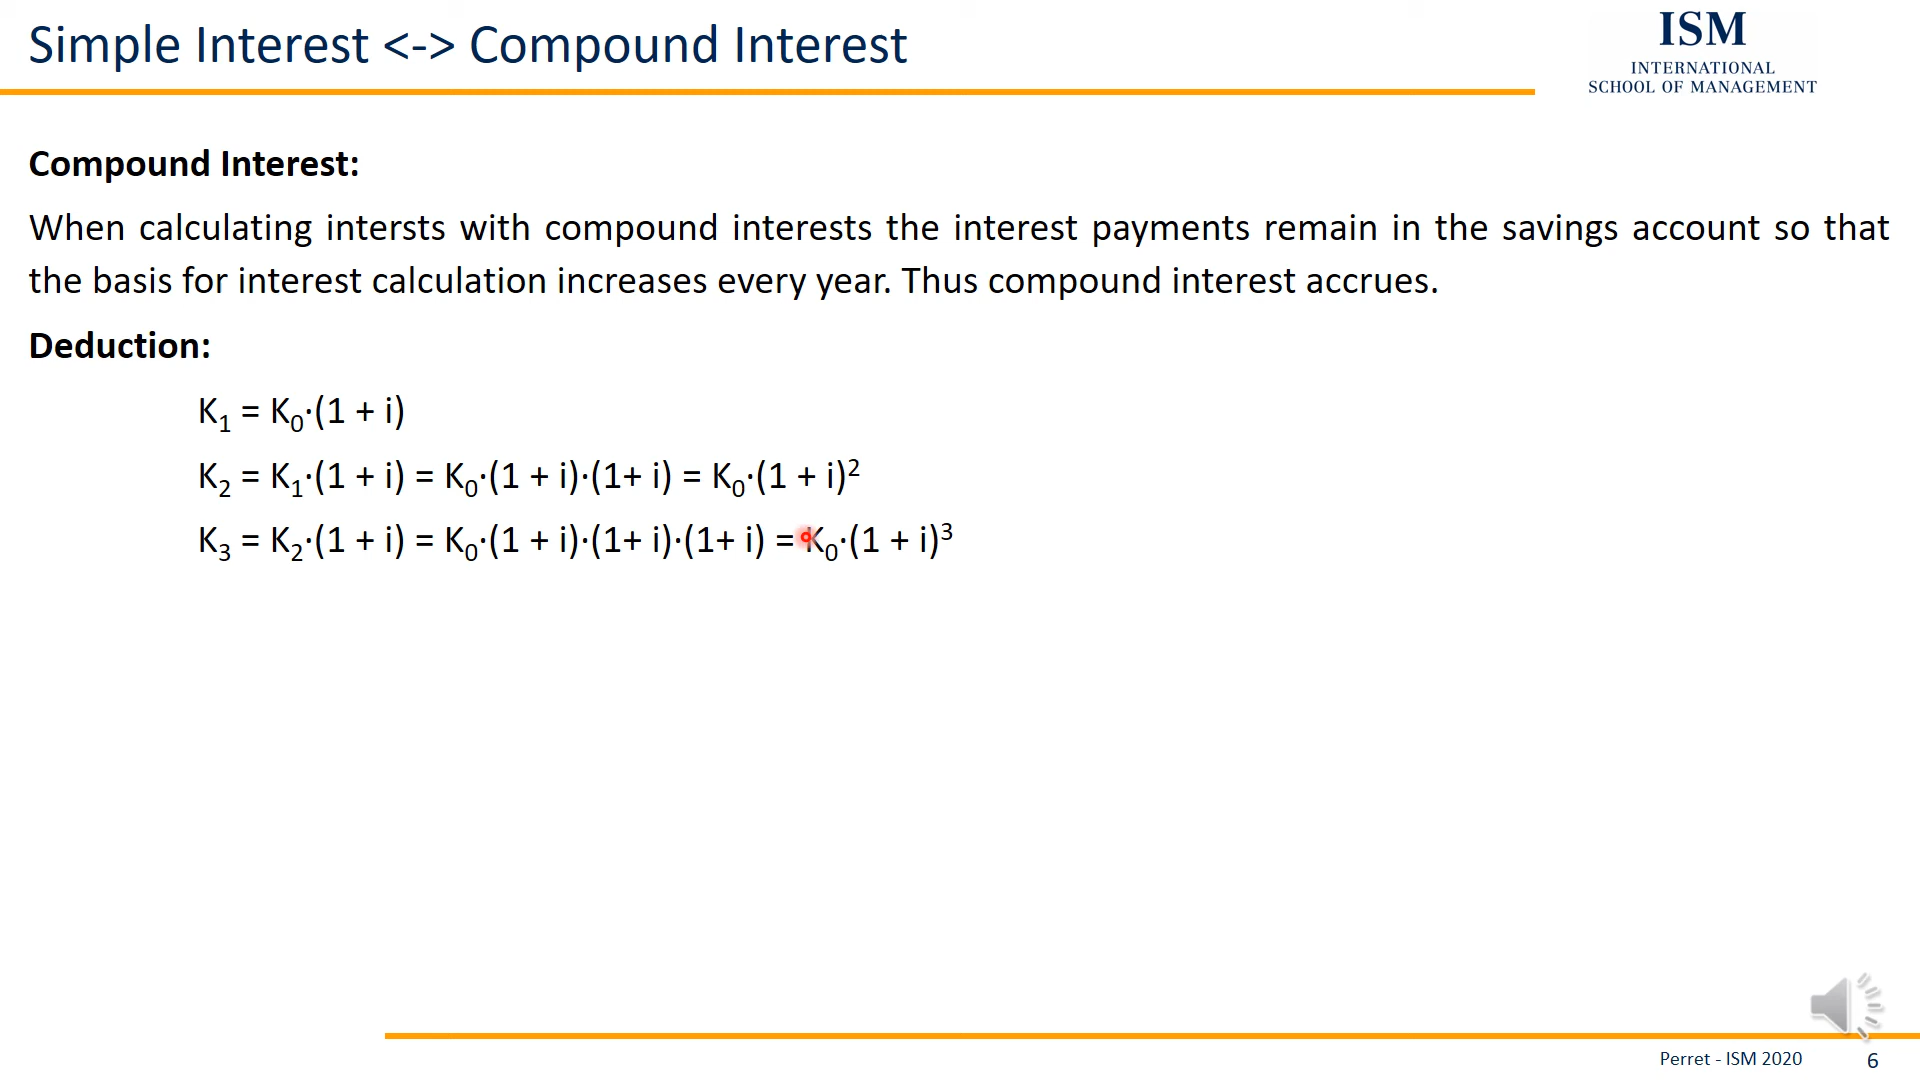 Simple Interest <-> Compound Interest
ISM
INTERNATIONAL
SCHOOL OF MANAGEMENT
Compound Interest:
When calculating intersts with compound interests the interest payments remain in the savings account so that
the basis for interest calculation increases every year. Thus compound interest accrues.
Deduction:
K₁ = K₀·(1 + i)
K₂ = K₁·(1 + i) = K₀·(1 + i)·(1+ i) = K₀·(1 + i)²
K₃ = K₂·(1 + i) = K₀·(1 + i)·(1+ i)·(1+ i) = K₀·(1 + i)³
Perret - ISM 2020
6